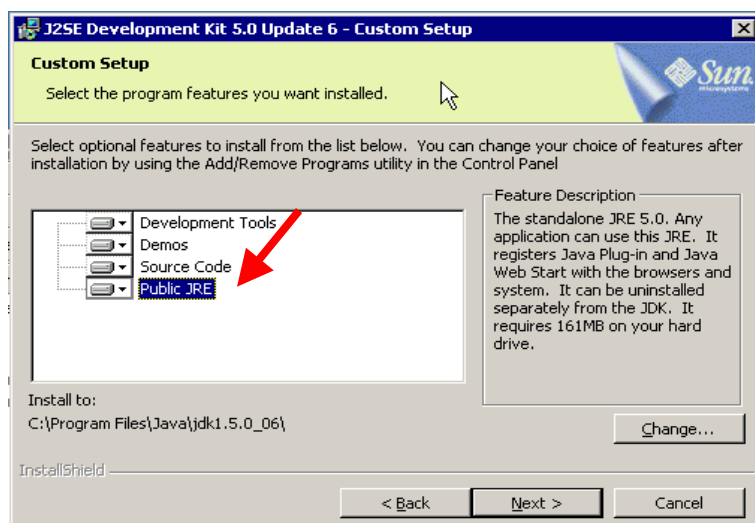 J2SE Development Kit 5.0 Update 6 - Custom Setup
Custom Setup
Select the program features you want installed.
Sun
microsystems
Select optional features to install from the list below. You can change your choice of features after
installation by using the Add/Remove Programs utility in the Control Panel
Development Tools
Demos
Source Code
Public JRE
Feature Description
The standalone JRE 5.0. Any
application can use this JRE. It
registers Java Plug-in and Java
Web Start with the browsers and
system. It can be uninstalled
separately from the JDK. It
requires 161MB on your hard
drive.
Install to:
C:\Program Files\Java\jdk1.5.0_06\
Change...
InstallShield
< Back
Next >
Cancel